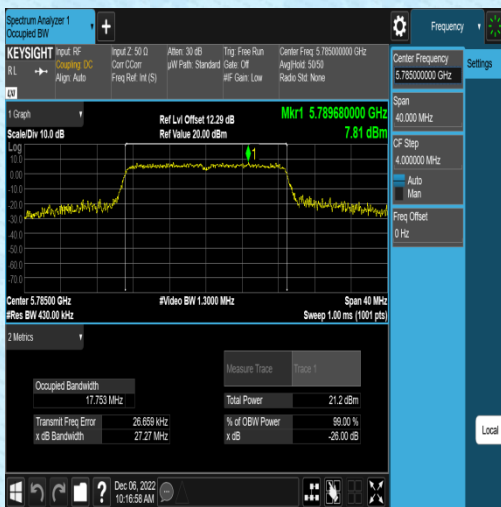 Spectrum Analyzer 1
Occupied BW
Frequency
KEYSIGHT
Input: RF
Coupling: DC
Align: Auto
R L
Input Z: 50 Ω
Corr CCorr
Freq Ref: Int (S)
Atten: 30 dB
µW Path: Standard
Trig: Free Run
Gate: Off
#IF Gain: Low
Center Freq: 5.785000000 GHz
Avg|Hold: 50/50
Radio Std: None
Center Frequency
5.785000000 GHz
Settings
Span
40.000 MHz
CF Step
4.000000 MHz
Auto
Man
Freq Offset
0 Hz
1 Graph
Scale/Div 10.0 dB
Ref Lvl Offset 12.29 dB
Ref Value 20.00 dBm
Mkr1 5.789680000 GHz
7.81 dBm
Log
10.0
0.00
-10.0
-20.0
-30.0
-40.0
-50.0
-60.0
-70.0
1
Center 5.78500 GHz
#Res BW 430.00 kHz
#Video BW 1.3000 MHz
Span 40 MHz
Sweep 1.00 ms (1001 pts)
2 Metrics
Measure Trace
Trace 1
Occupied Bandwidth
17.753 MHz
Total Power
21.2 dBm
Transmit Freq Error
26.659 kHz
% of OBW Power
99.00 %
x dB Bandwidth
27.27 MHz
x dB
-26.00 dB
Local
?
Dec 06, 2022
10:16:58 AM